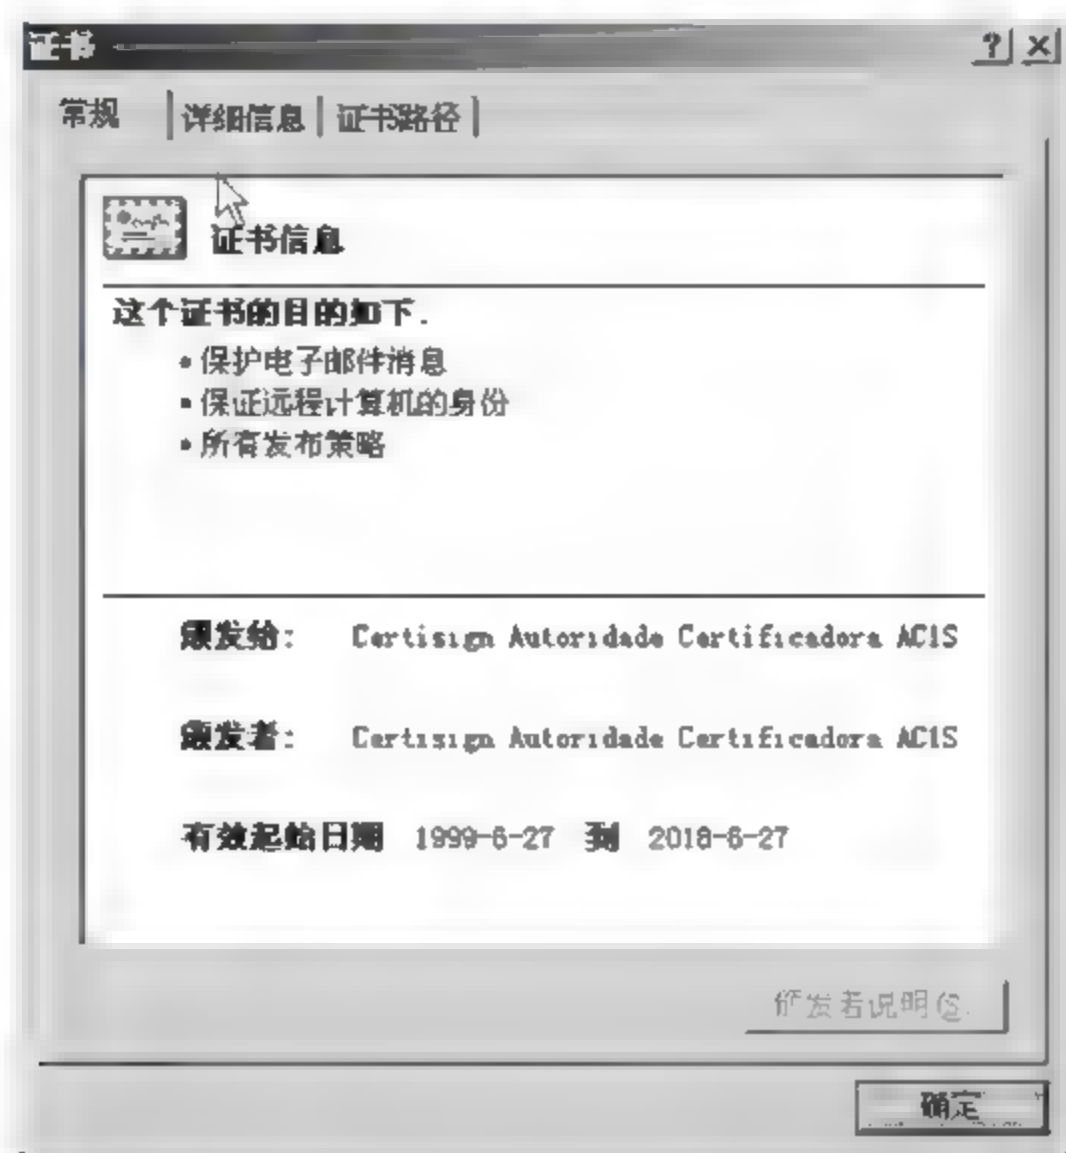 证书
? ×
常规 详细信息 证书路径
证书信息
这个证书的目的如下.
•保护电子邮件消息
•保证远程计算机的身份
•所有发布策略
颁发给: Certisign Autoridade Certificadora AC1S
颁发者: Certisign Autoridade Certificadora AC1S
有效起始日期 1999-6-27 到 2018-6-27
颁发者说明(S)
确定